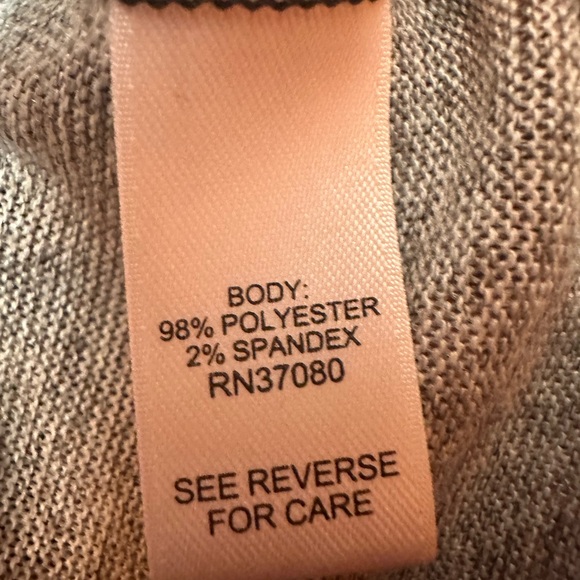 BODY:
98% POLYESTER
2% SPANDEX
RN37080
SEE REVERSE
FOR CARE